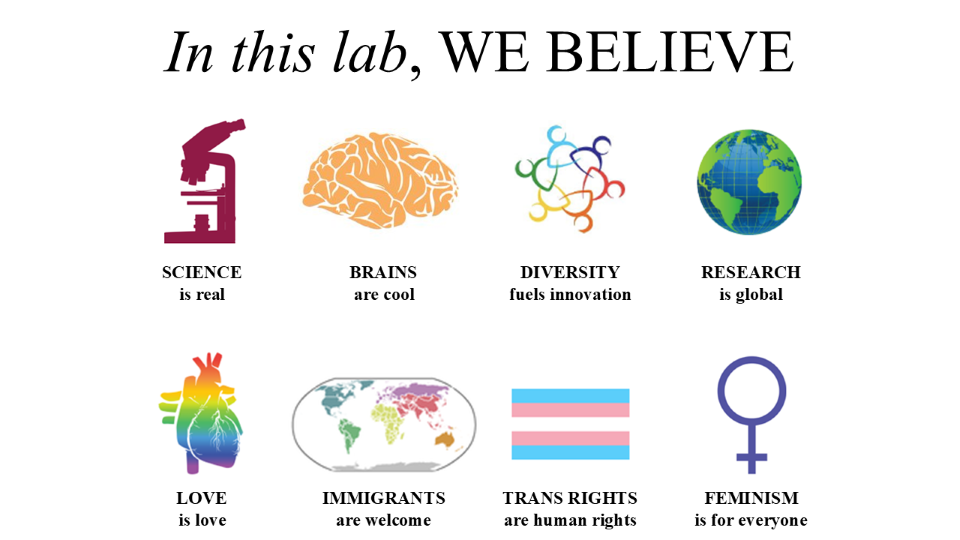 In this lab, WE BELIEVE
SCIENCE
is real
BRAINS
are cool
DIVERSITY
fuels innovation
RESEARCH
is global
LOVE
is love
IMMIGRANTS
are welcome
TRANS RIGHTS
are human rights
FEMINISM
is for everyone